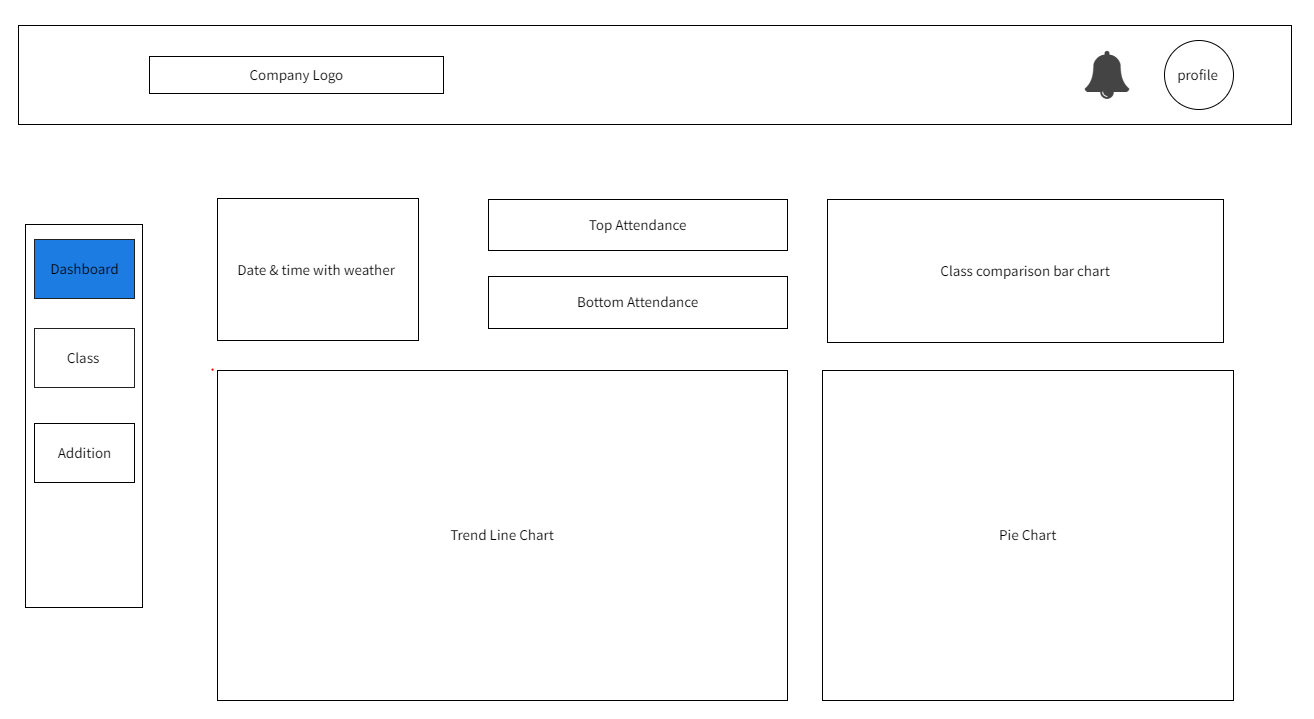 Company Logo
profile
Dashboard
Class
Addition
Date & time with weather
Top Attendance
Bottom Attendance
Class comparison bar chart
Trend Line Chart
Pie Chart